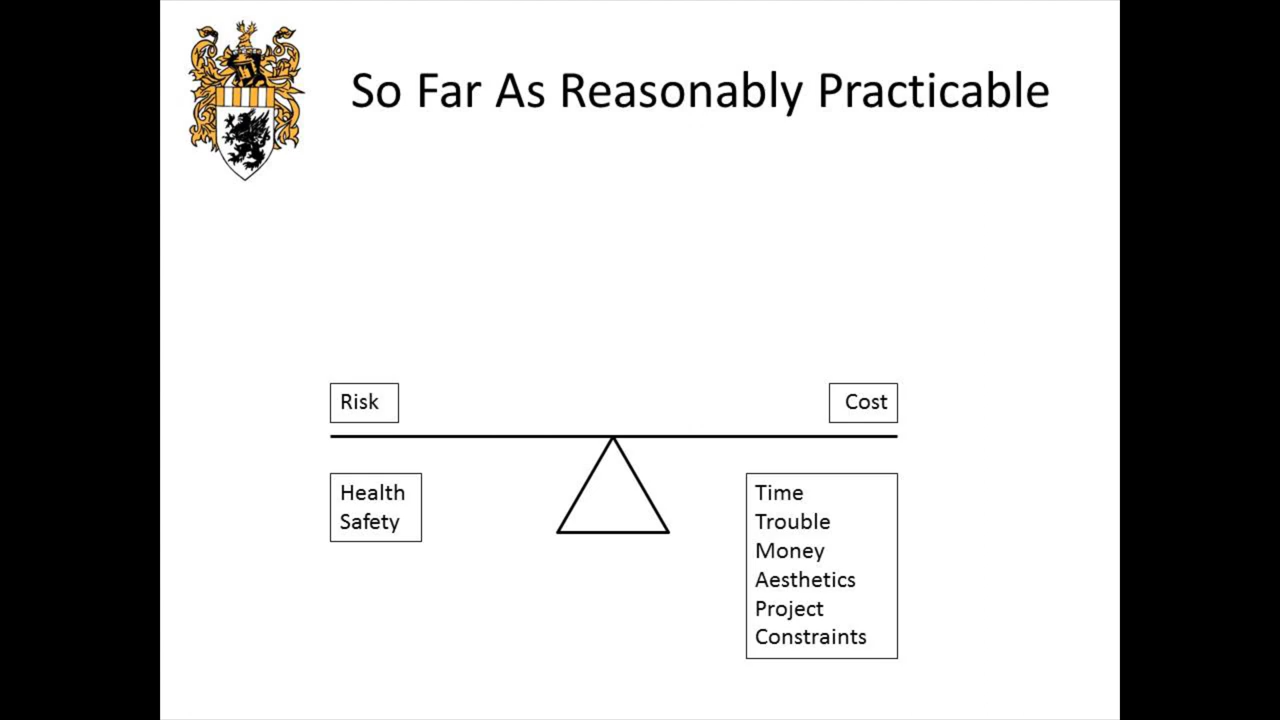 So Far As Reasonably Practicable
Risk
Cost
Health
Safety
Time
Trouble
Money
Aesthetics
Project
Constraints